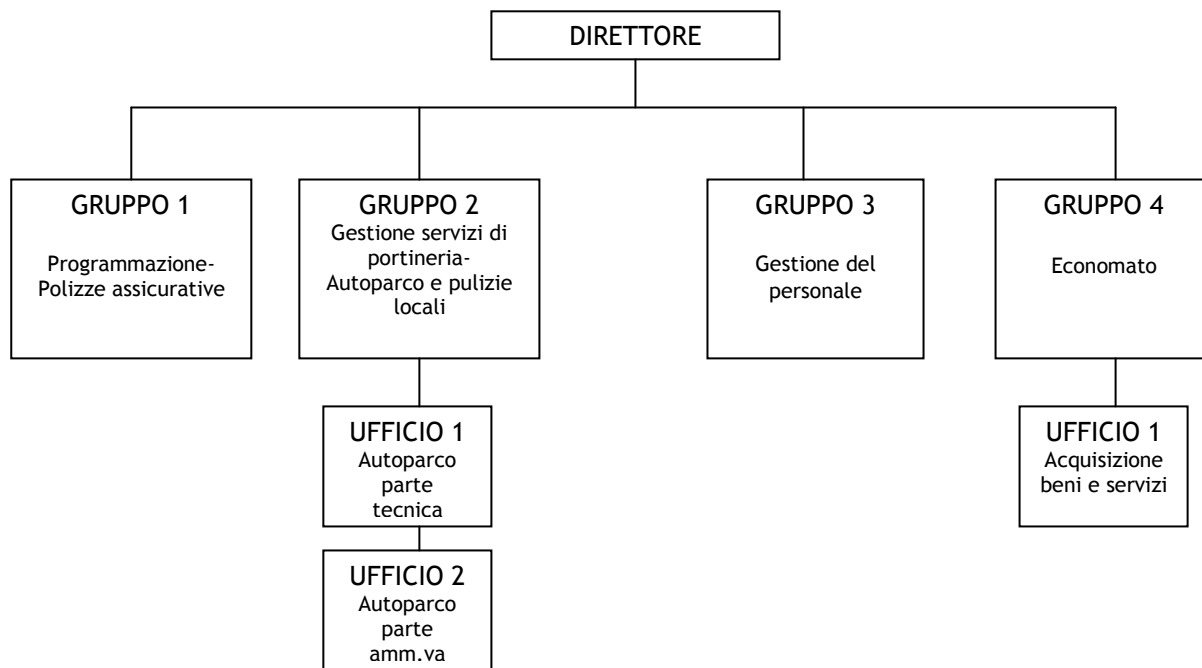 DIRETTORE
GRUPPO 1
Programmazione-
Polizze assicurative
GRUPPO 2
Gestione servizi di
portineria-
Autoparco e pulizie
locali
GRUPPO 3
Gestione del
personale
GRUPPO 4
Economato
UFFICIO 1
Autoparco
parte
tecnica
UFFICIO 2
Autoparco
parte
amm.va
UFFICIO 1
Acquisizione
beni e servizi